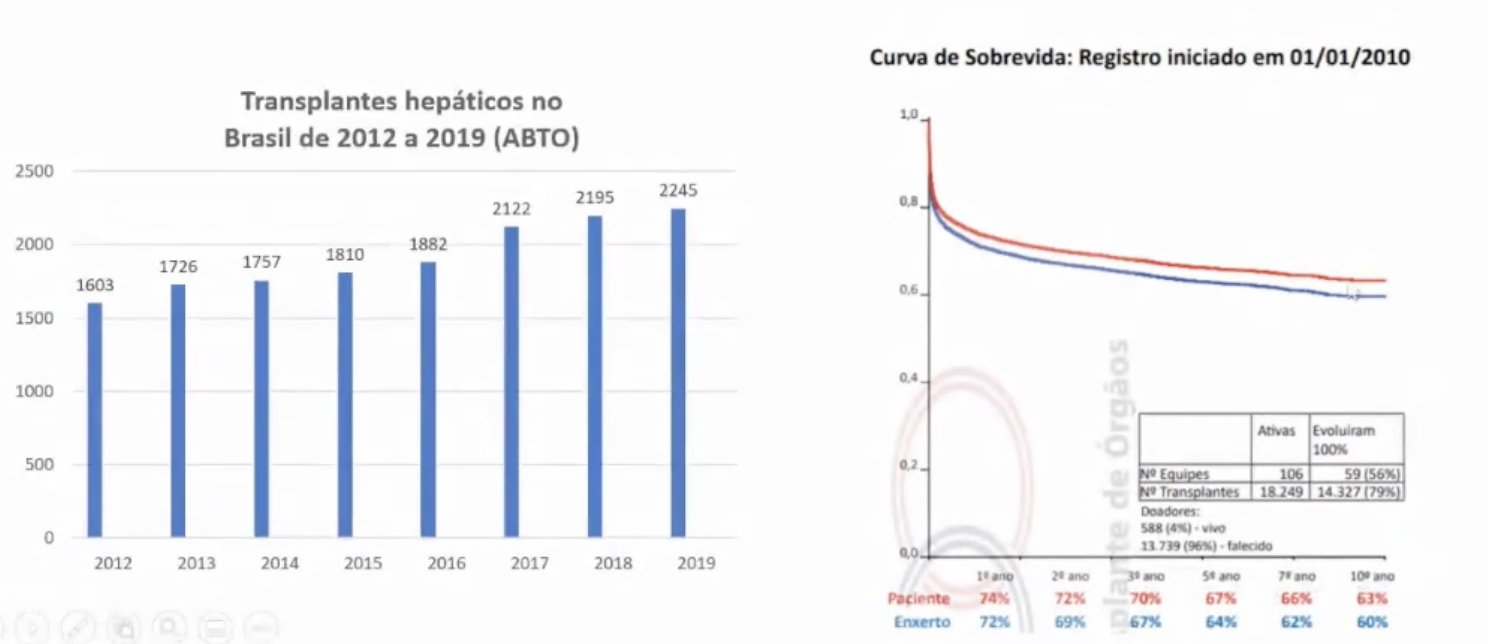 Transplantes hepáticos no
Brasil de 2012 a 2019 (ABTO)
2500
2000
1500
1000
500
0
1603
1726
1757
1810
1882
2122
2195
2245
2012 2013 2014 2015 2016 2017 2018 2019
Curva de Sobrevida: Registro iniciado em 01/01/2010
1,0
0,8
0,6
0,4
0,2
0,0
Ativas Evoluiram
100%
Nº Equipes 106 59 (56%)
Nº Transplantes 18.249 14.327 (79%)
Doadores:
588 (4%) - vivo
13.739 (96%) - falecido
1º ano 2º ano 3º ano 5º ano 7º ano 10º ano
Paciente 74% 72% 70% 67% 66% 63%
Enxerto 72% 69% 67% 64% 62% 60%
plante de Órgãos